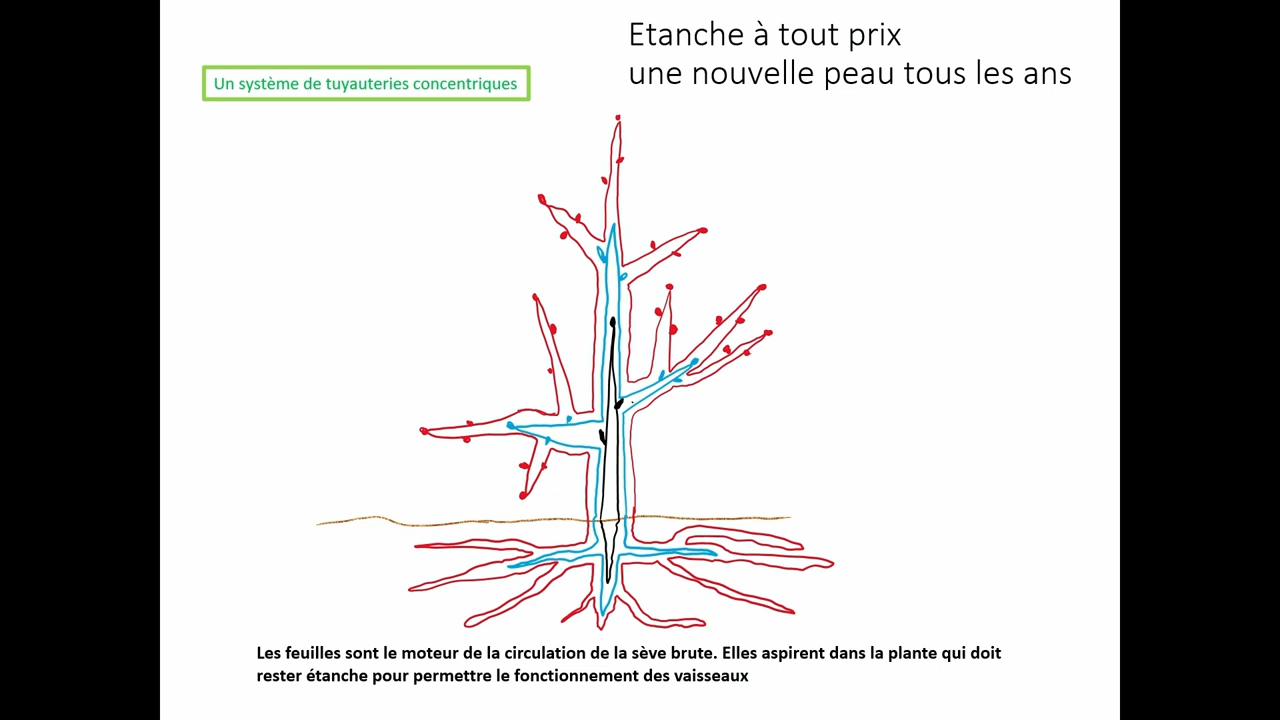 Etanche à tout prix
une nouvelle peau tous les ans
Un système de tuyauteries concentriques
Les feuilles sont le moteur de la circulation de la sève brute. Elles aspirent dans la plante qui doit
rester étanche pour permettre le fonctionnement des vaisseaux